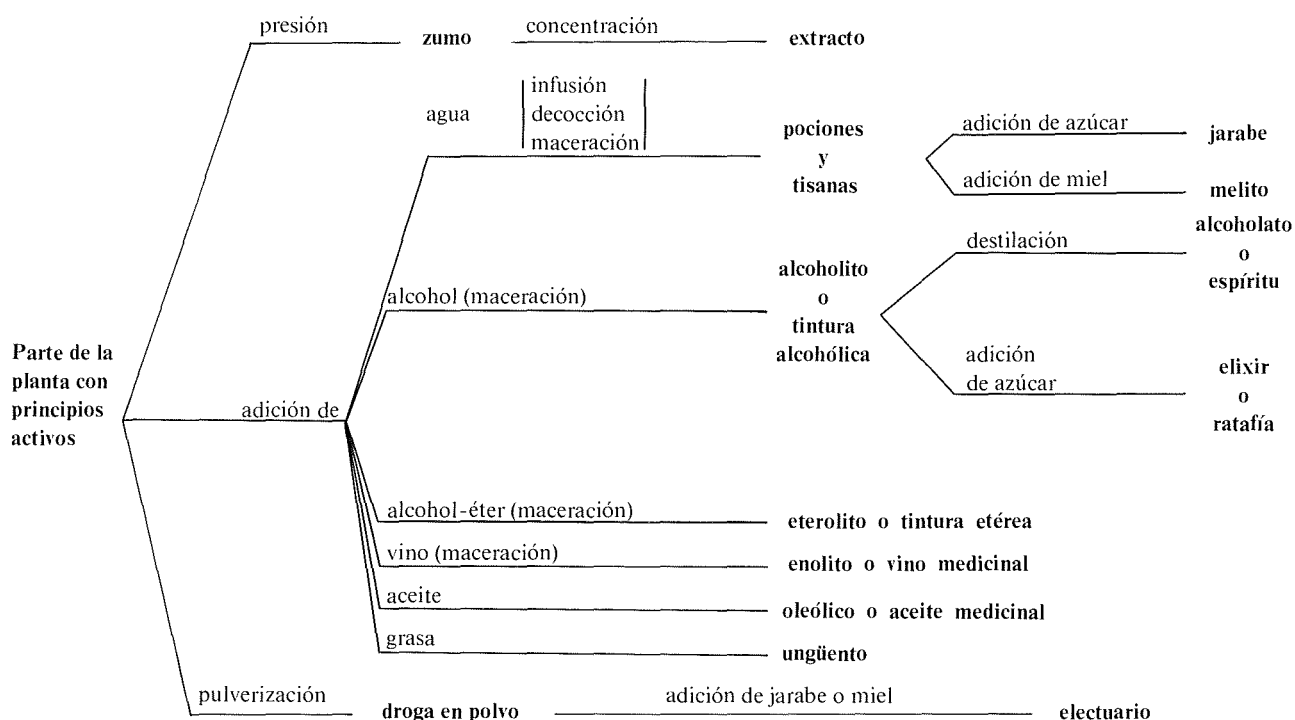 presión
zumo
concentración
extracto
agua
infusión
decocción
maceración
pociones
y
tisanas
adición de azúcar
jarabe
adición de miel
melito
alcohol (maceración)
alcoholito
o
tintura
alcohólica
destilación
alcoholato
o
espíritu
adición
de azúcar
elixir
o
ratafía
Parte de la
planta con
principios
activos
adición de
alcohol-éter (maceración)
eterolito o tintura etérea
vino (maceración)
enolito o vino medicinal
aceite
oleólico o aceite medicinal
grasa
ungüento
pulverización
droga en polvo
adición de jarabe o miel
electuario